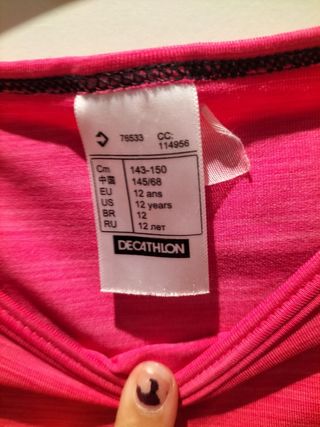 76533 CC: 114956
Cm 143-150
中国 145/68
EU 12 ans
US 12 years
BR 12
RU 12 лет
DECATHLON